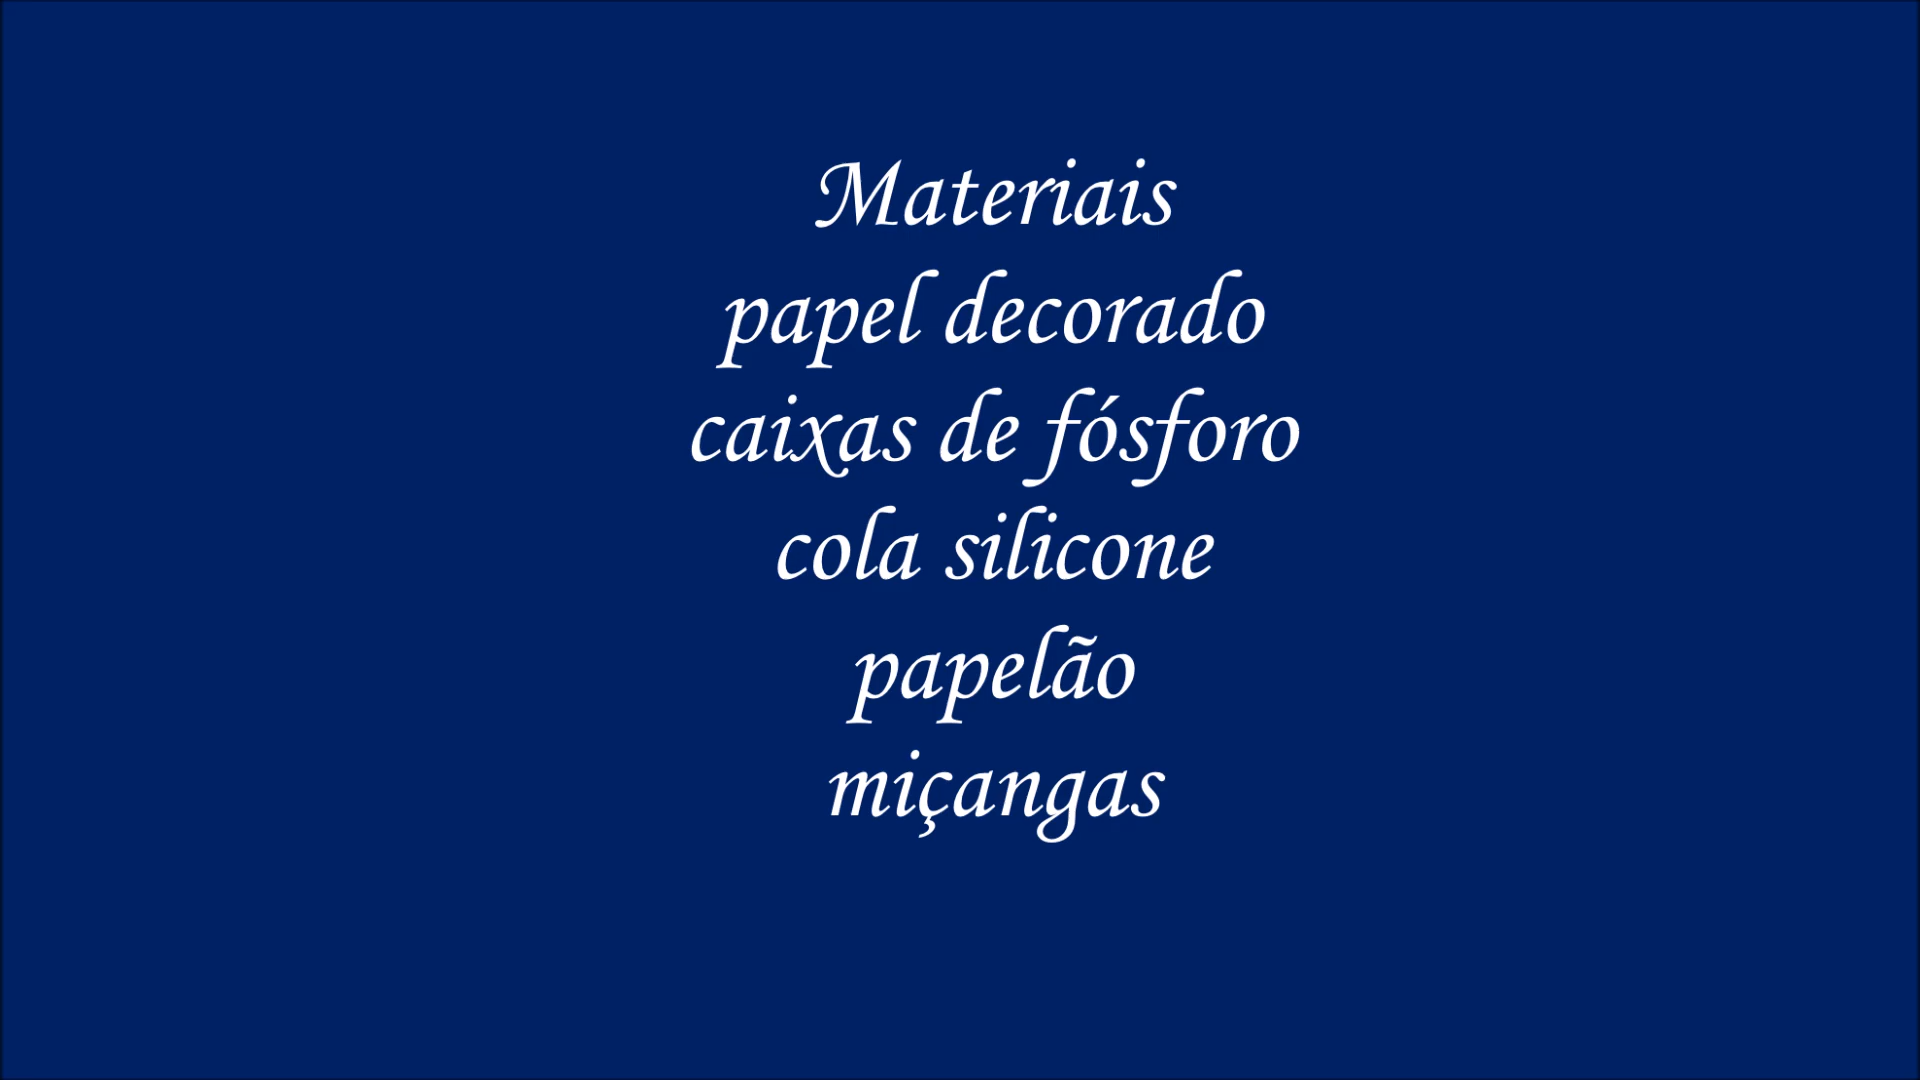 Materiais
papel decorado
caixas de fósforo
cola silicone
papelão
miçangas